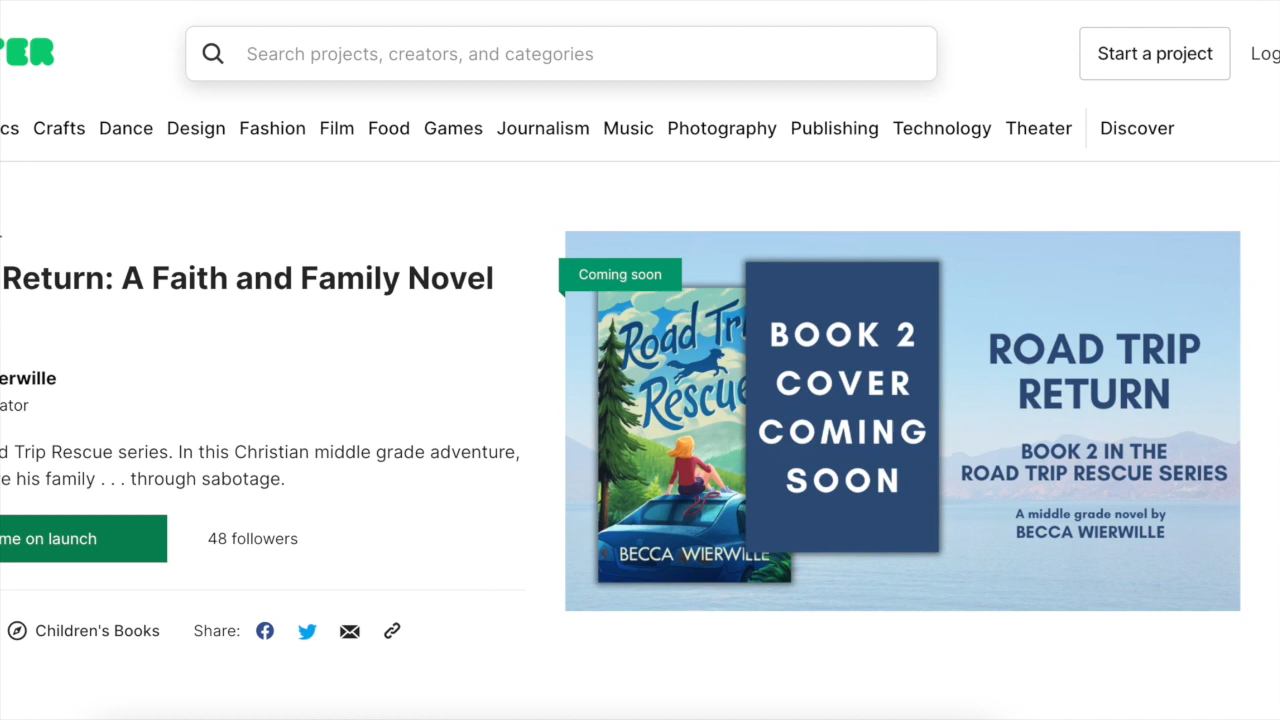 ER
Search projects, creators, and categories
Start a project
Log
cs Crafts Dance Design Fashion Film Food Games Journalism Music Photography Publishing Technology Theater Discover
Return: A Faith and Family Novel
erwille
ator
d Trip Rescue series. In this Christian middle grade adventure,
e his family . . . through sabotage.
me on launch
48 followers
Children's Books
Share:
Coming soon
Road Tr
Rescue
BECCA WIERWILLE
BOOK 2
COVER
COMING
SOON
ROAD TRIP
RETURN
BOOK 2 IN THE
ROAD TRIP RESCUE SERIES
A middle grade novel by
BECCA WIERWILLE